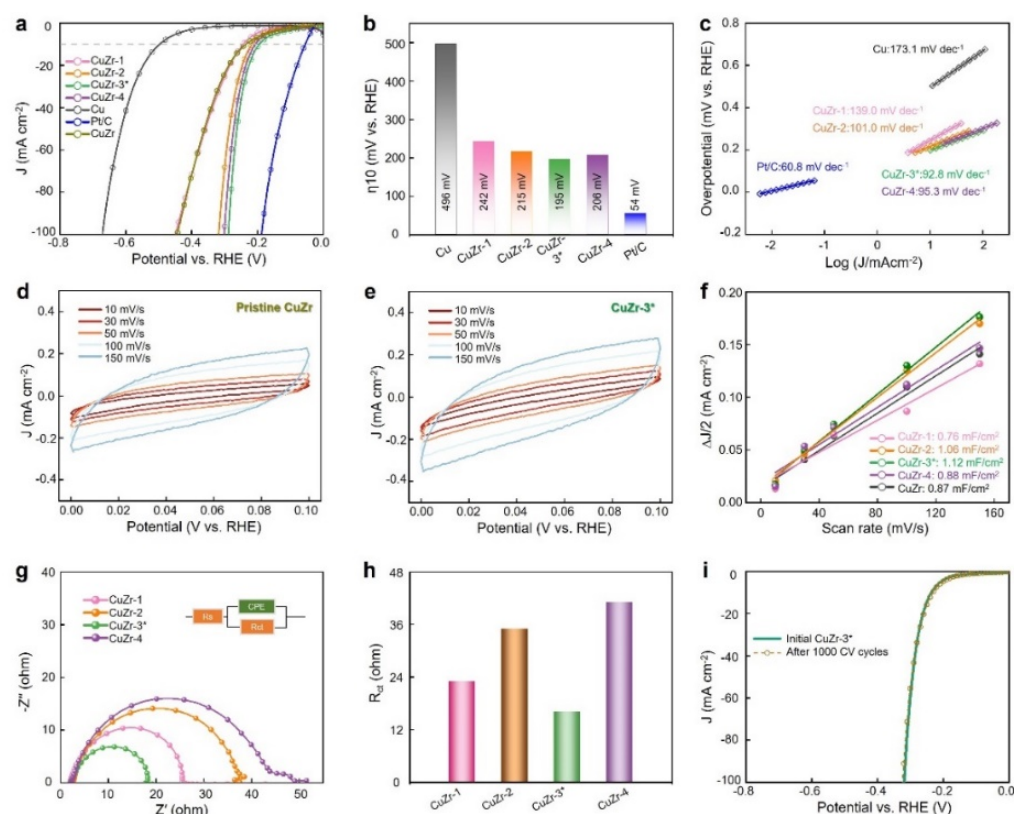 a
J (mA cm-2)
0
-20
-40
-60
-80
-100
CuZr-1
CuZr-2
CuZr-3*
CuZr-4
Cu
Pt/C
CuZr
-0.8
-0.6
-0.4
-0.2
0.0
Potential vs. RHE (V)
b
η10 (mV vs. RHE)
500
400
300
200
100
0
496 mV
242 mV
215 mV
195 mV
206 mV
54 mV
Cu
CuZr-1
CuZr-2
CuZr-
3*
CuZr-4
Pt/C
c
Overpotential (mV vs. RHE)
0.8
0.6
0.4
0.2
0.0
-0.2
Cu:173.1 mV dec-1
CuZr-1:139.0 mV dec-1
CuZr-2:101.0 mV dec-1
Pt/C:60.8 mV dec-1
CuZr-3*:92.8 mV dec-1
CuZr-4:95.3 mV dec-1
-2
-1
0
1
2
Log (J/mAcm-2)
d
Pristine CuZr
J (mA cm-2)
0.4
0.2
0.0
-0.2
-0.4
10 mV/s
30 mV/s
50 mV/s
100 mV/s
150 mV/s
0.00
0.02
0.04
0.06
0.08
0.10
Potential (V vs. RHE)
e
CuZr-3*
J (mA cm-2)
0.4
0.2
0.0
-0.2
-0.4
10 mV/s
30 mV/s
50 mV/s
100 mV/s
150 mV/s
0.00
0.02
0.04
0.06
0.08
0.10
Potential (V vs. RHE)
f
ΔJ/2 (mA cm-2)
0.20
0.15
0.10
0.05
0.00
CuZr-1: 0.76 mF/cm2
CuZr-2: 1.06 mF/cm2
CuZr-3*: 1.12 mF/cm2
CuZr-4: 0.88 mF/cm2
CuZr: 0.87 mF/cm2
0
40
80
120
160
Scan rate (mV/s)
g
-Z" (ohm)
40
30
20
10
0
CuZr-1
CuZr-2
CuZr-3*
CuZr-4
Rs
CPE
Rct
0
10
20
30
40
50
Z' (ohm)
h
Rct (ohm)
48
36
24
12
0
CuZr-1
CuZr-2
CuZr-3*
CuZr-4
i
J (mA cm-2)
0
-20
-40
-60
-80
-100
Initial CuZr-3*
After 1000 CV cycles
-0.8
-0.6
-0.4
-0.2
0.0
Potential vs. RHE (V)